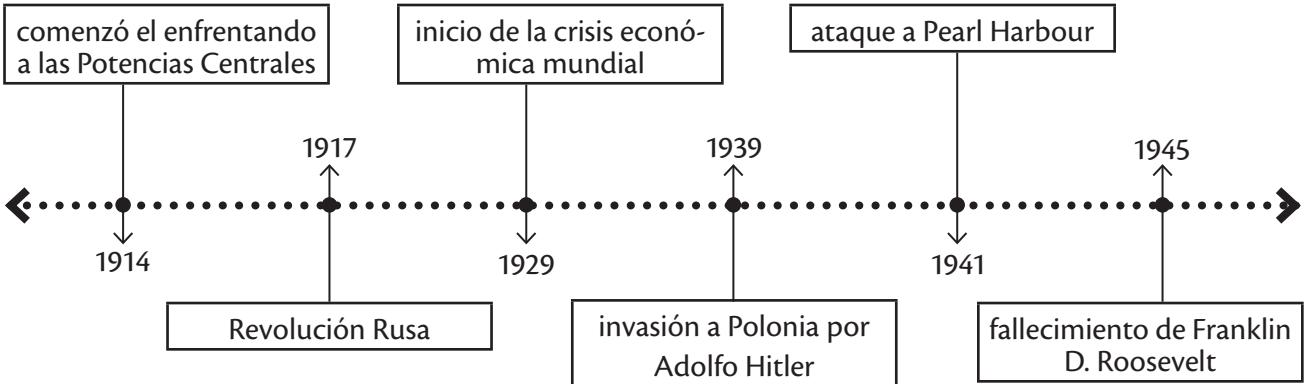 comenzó el enfrentando
a las Potencias Centrales
inicio de la crisis econó-
mica mundial
ataque a Pearl Harbour
1917
1939
1945
1914
1929
1941
Revolución Rusa
invasión a Polonia por
Adolfo Hitler
fallecimiento de Franklin
D. Roosevelt